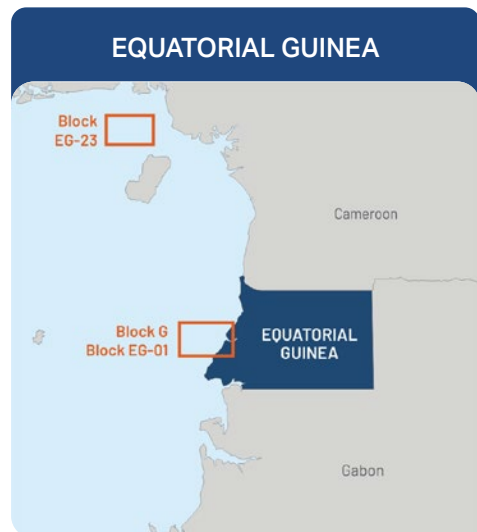 EQUATORIAL GUINEA
Block
EG-23
Cameroon
Block G
Block EG-01
EQUATORIAL
GUINEA
Gabon